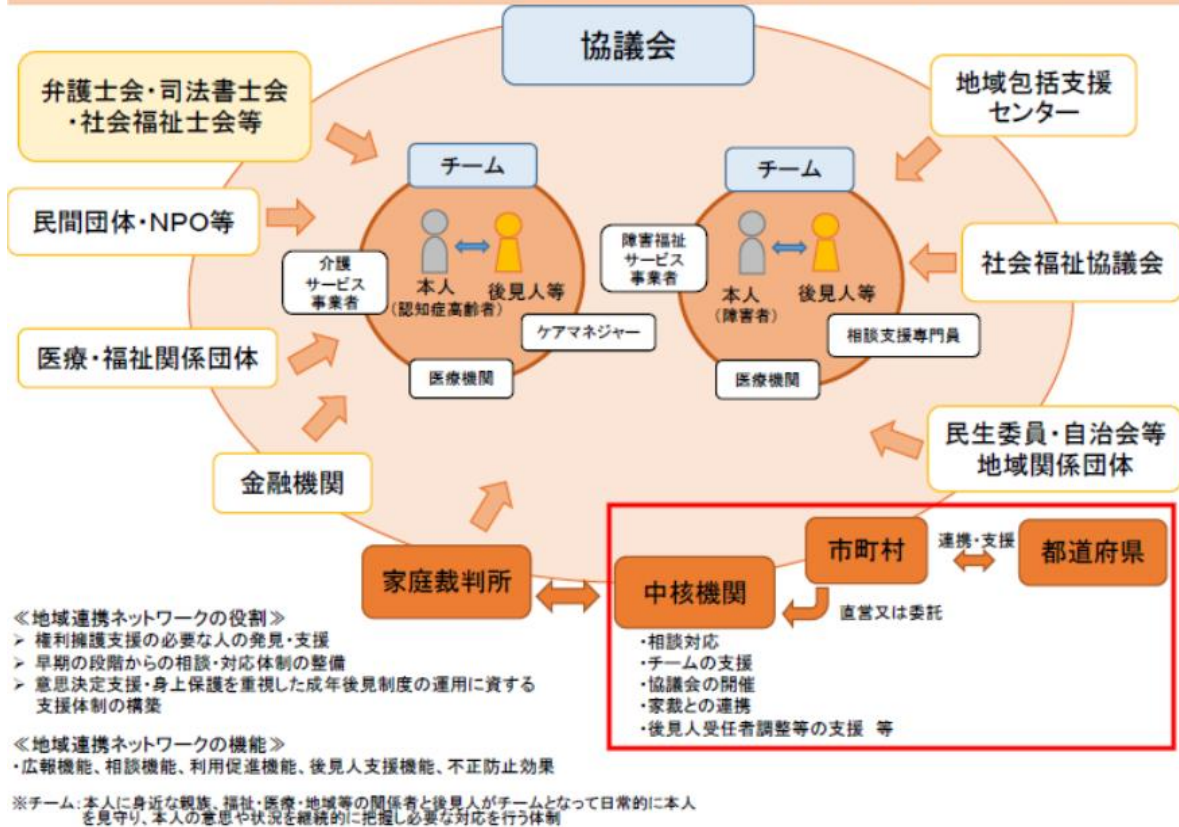 協議会
弁護士会・司法書士会
・社会福祉士会等
地域包括支援
センター
チーム
チーム
民間団体・NPO等
社会福祉協議会
介護
サービス
事業者
本人
(認知症高齢者)
後見人等
障害福祉
サービス
事業者
本人
(障害者)
後見人等
ケアマネジャー
相談支援専門員
医療・福祉関係団体
医療機関
医療機関
民生委員・自治会等
地域関係団体
金融機関
家庭裁判所
中核機関
市町村
連携・支援
都道府県
直営又は委託
・相談対応
・チームの支援
・協議会の開催
・家裁との連携
・後見人受任者調整等の支援 等
≪地域連携ネットワークの役割≫
➢ 権利擁護支援の必要な人の発見・支援
➢ 早期の段階からの相談・対応体制の整備
➢ 意思決定支援・身上保護を重視した成年後見制度の運用に資する
支援体制の構築
≪地域連携ネットワークの機能≫
・広報機能、相談機能、利用促進機能、後見人支援機能、不正防止効果
※チーム:本人に身近な親族、福祉・医療・地域等の関係者と後見人がチームとなって日常的に本人
を見守り、本人の意思や状況を継続的に把握し必要な対応を行う体制